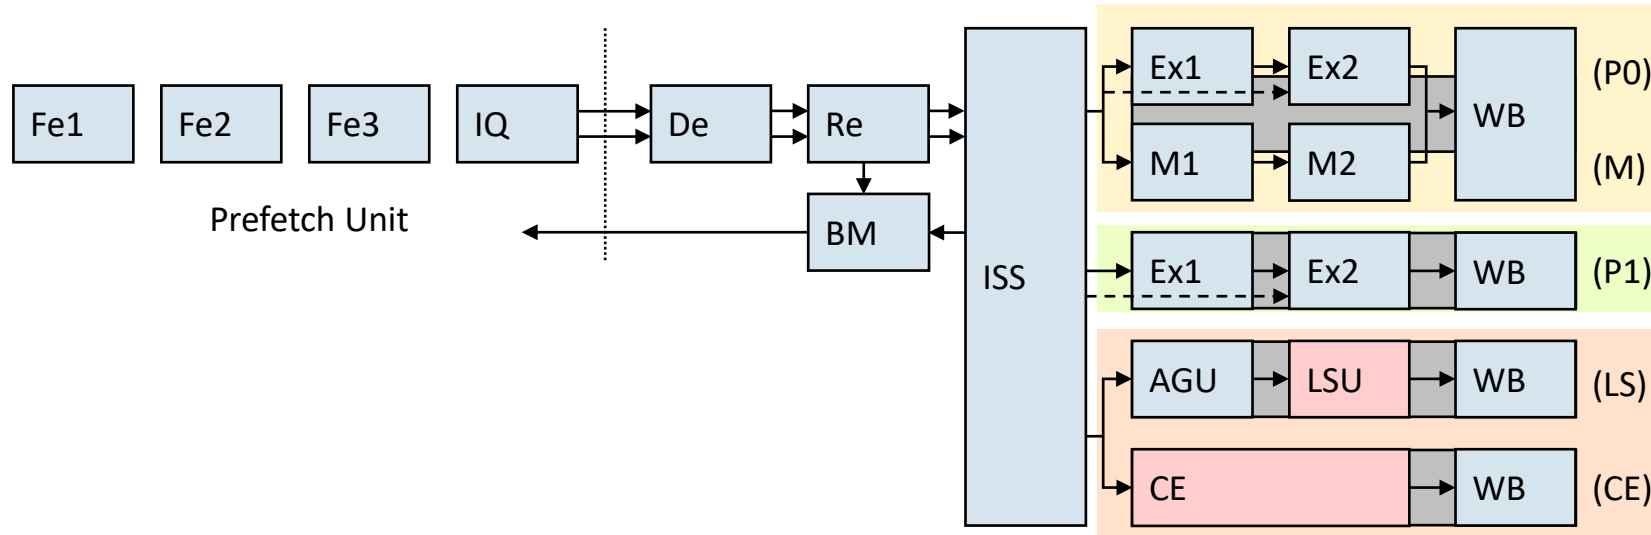 Fe1
Fe2
Fe3
IQ
De
Re
BM
Prefetch Unit
ISS
Ex1
Ex2
WB
(P0)
M1
M2
(M)
Ex1
Ex2
WB
(P1)
AGU
LSU
WB
(LS)
CE
WB
(CE)